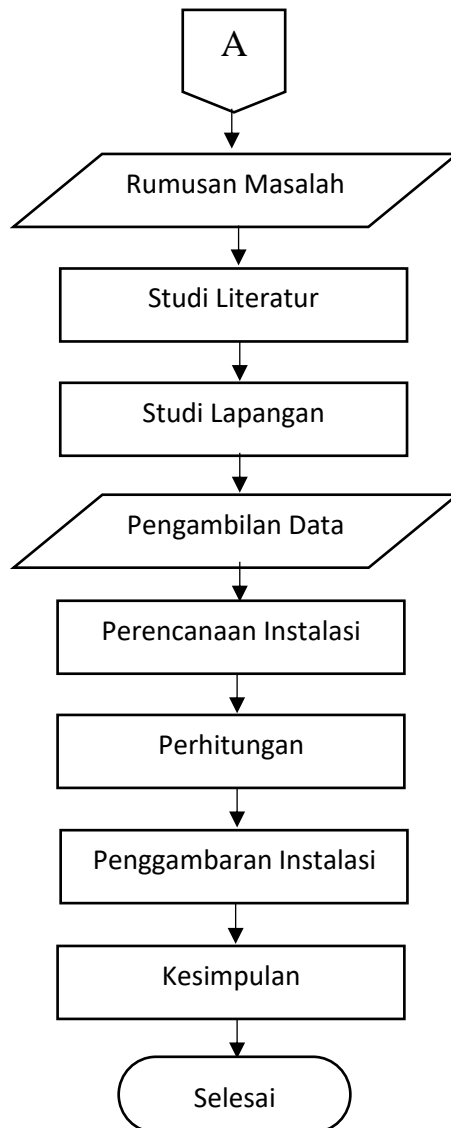 A
Rumusan Masalah
Studi Literatur
Studi Lapangan
Pengambilan Data
Perencanaan Instalasi
Perhitungan
Penggambaran Instalasi
Kesimpulan
Selesai